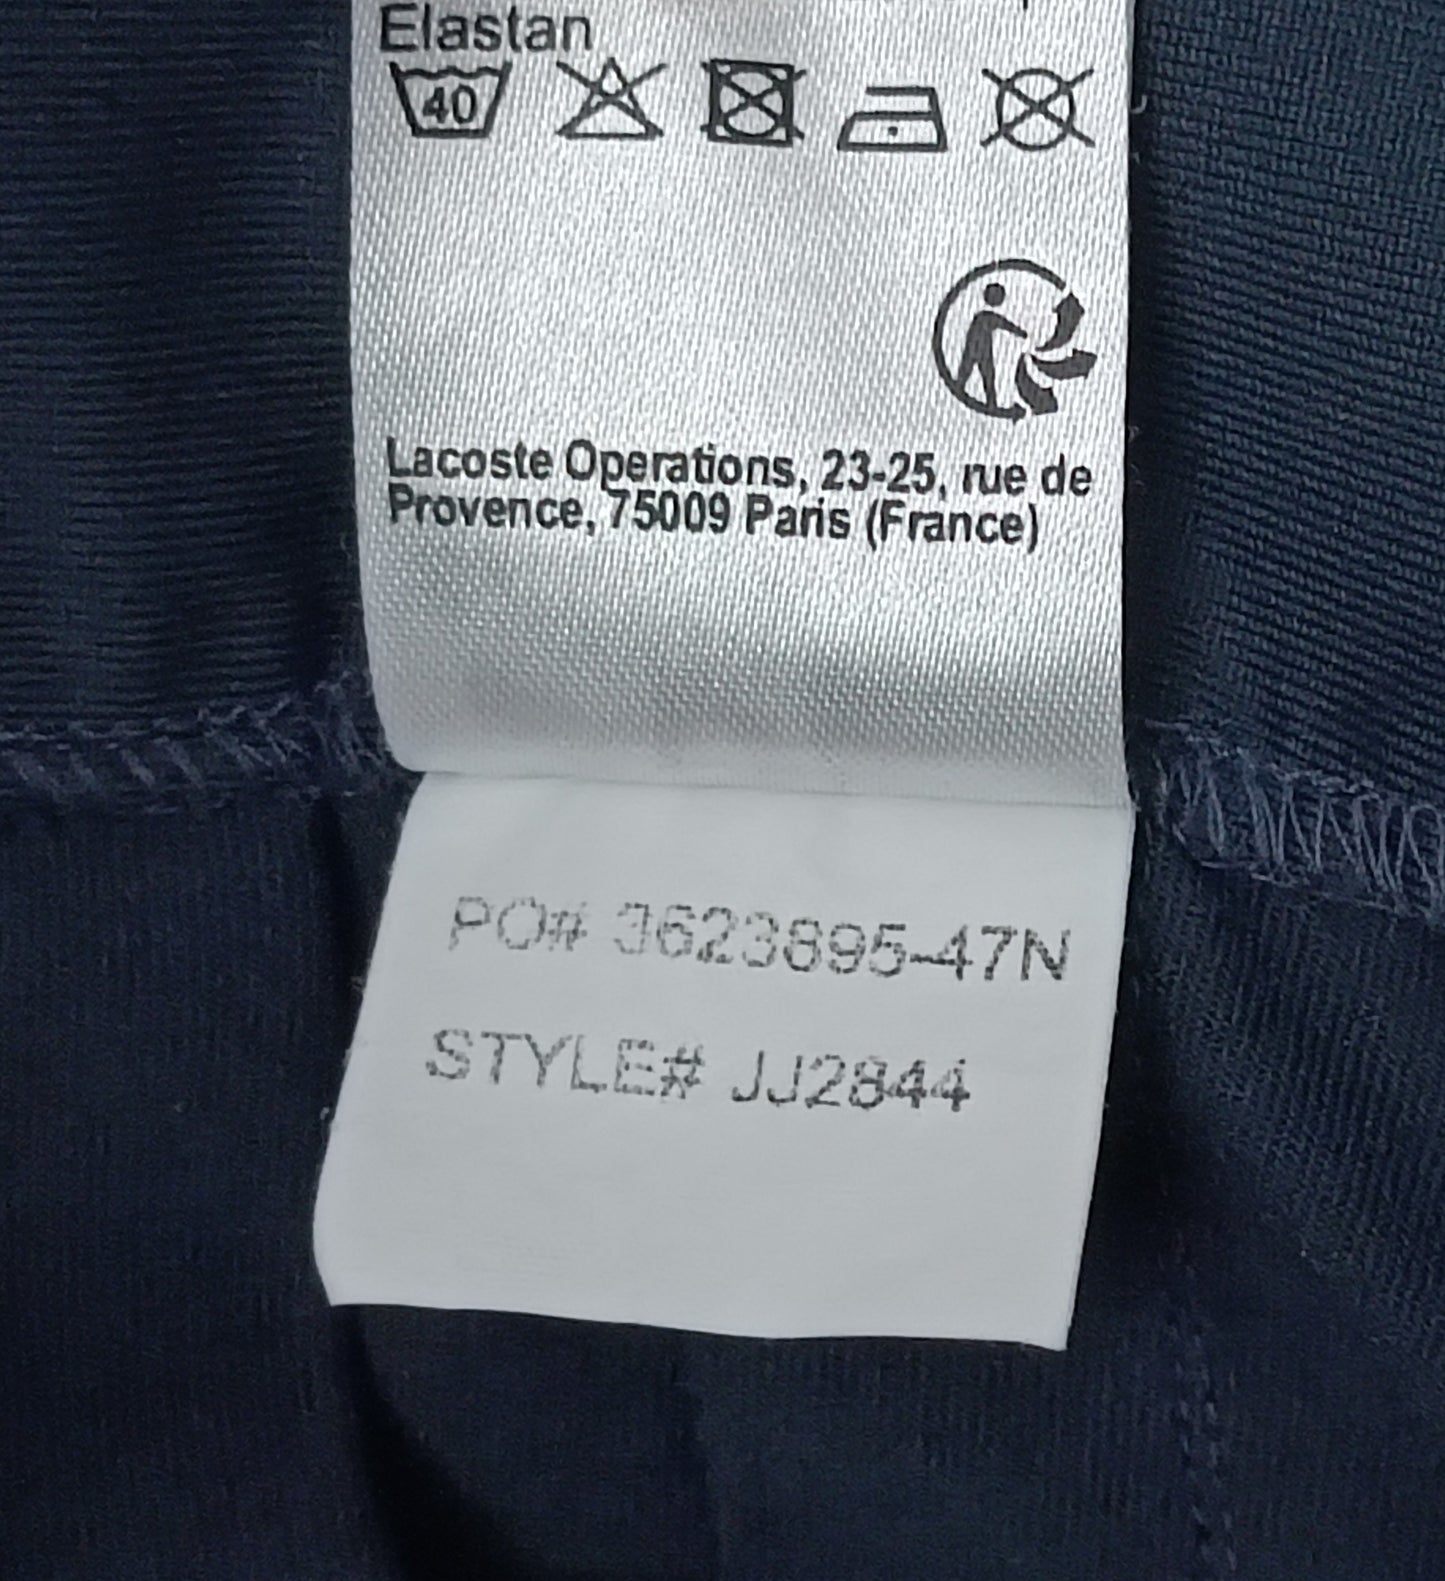 Elastan
40
Lacoste Operations, 23-25, rue de
Provence, 75009 Paris (France)
PO# 3623895-47N
STYLE# JJ2844